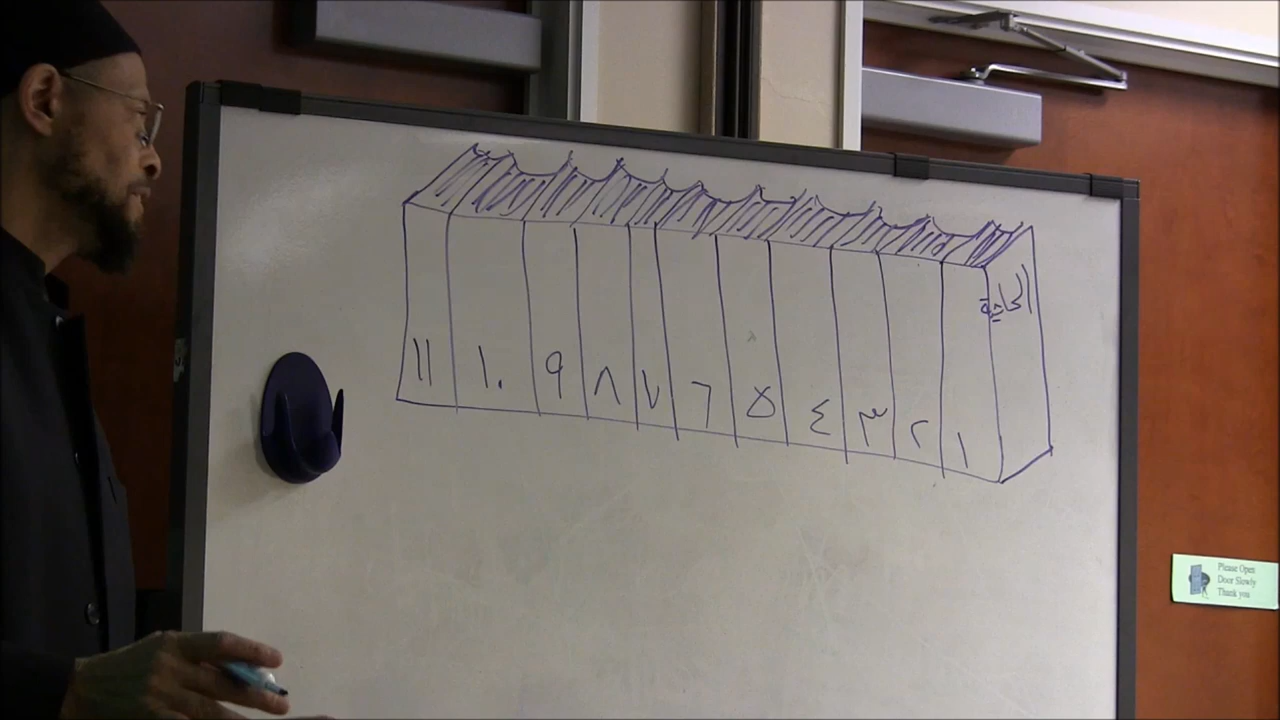 الحاشية
١ ٢ ٣ ٤ ٥ ٦ ٧ ٨ ٩ ١٠ ١١
Please Open
Door Slowly
Thank you